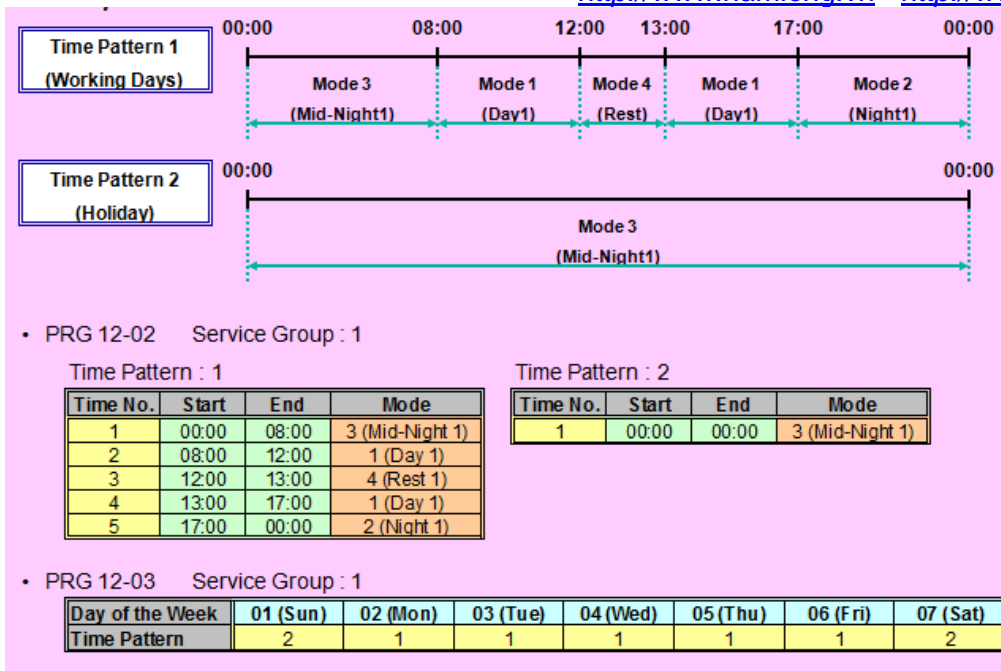 Time Pattern 1
(Working Days)
00:00 08:00 12:00 13:00 17:00 00:00
Mode 3 Mode 1 Mode 4 Mode 1 Mode 2
(Mid-Night1) (Day1) (Rest) (Day1) (Night1)
Time Pattern 2
(Holiday)
00:00 00:00
Mode 3
(Mid-Night1)
• PRG 12-02 Service Group : 1
Time Pattern : 1
Time No. Start End Mode
1 00:00 08:00 3 (Mid-Night 1)
2 08:00 12:00 1 (Day 1)
3 12:00 13:00 4 (Rest 1)
4 13:00 17:00 1 (Day 1)
5 17:00 00:00 2 (Night 1)
Time Pattern : 2
Time No. Start End Mode
1 00:00 00:00 3 (Mid-Night 1)
• PRG 12-03 Service Group : 1
Day of the Week 01 (Sun) 02 (Mon) 03 (Tue) 04 (Wed) 05 (Thu) 06 (Fri) 07 (Sat)
Time Pattern 2 1 1 1 1 1 2